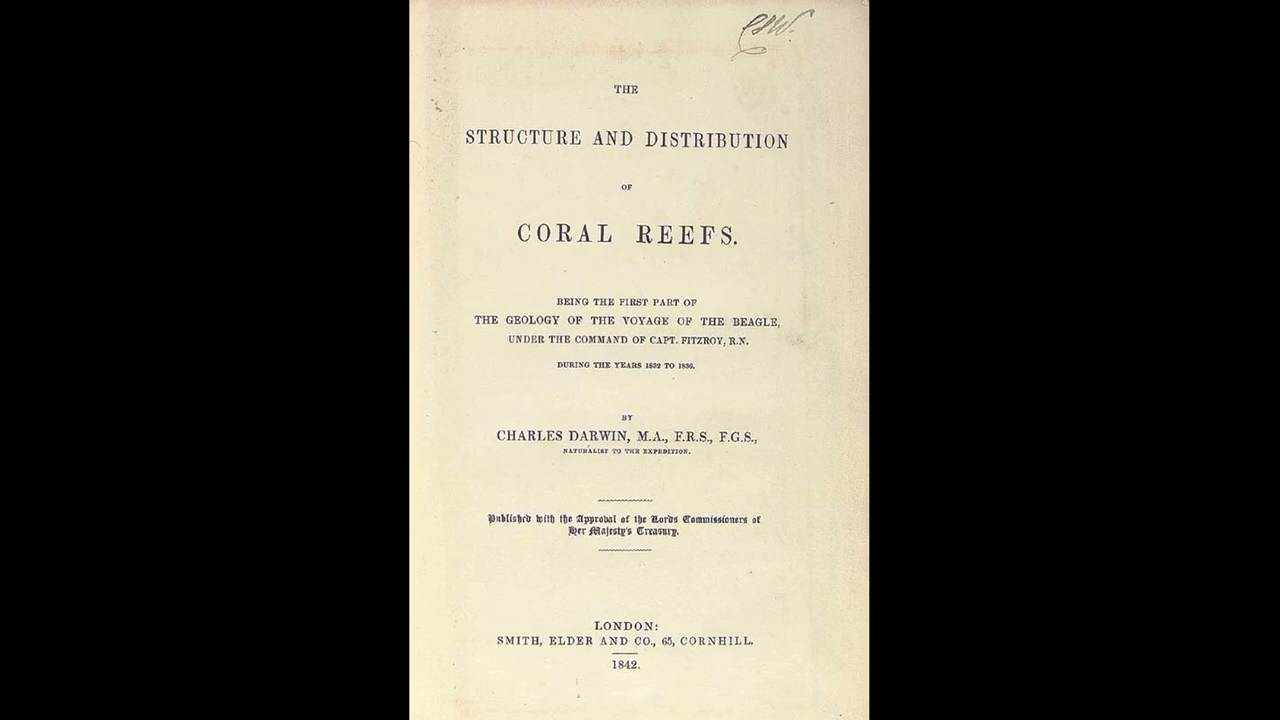 THE
STRUCTURE AND DISTRIBUTION
OF
CORAL REEFS.
BEING THE FIRST PART OF
THE GEOLOGY OF THE VOYAGE OF THE BEAGLE,
UNDER THE COMMAND OF CAPT. FITZROY, R.N.
DURING THE YEARS 1832 TO 1836.
BY
CHARLES DARWIN, M.A., F.R.S., F.G.S.,
NATURALIST TO THE EXPEDITION.
Published with the Approval of the Lords Commissioners of
Her Majesty's Treasury.
LONDON:
SMITH, ELDER AND CO., 65, CORNHILL.
1842.